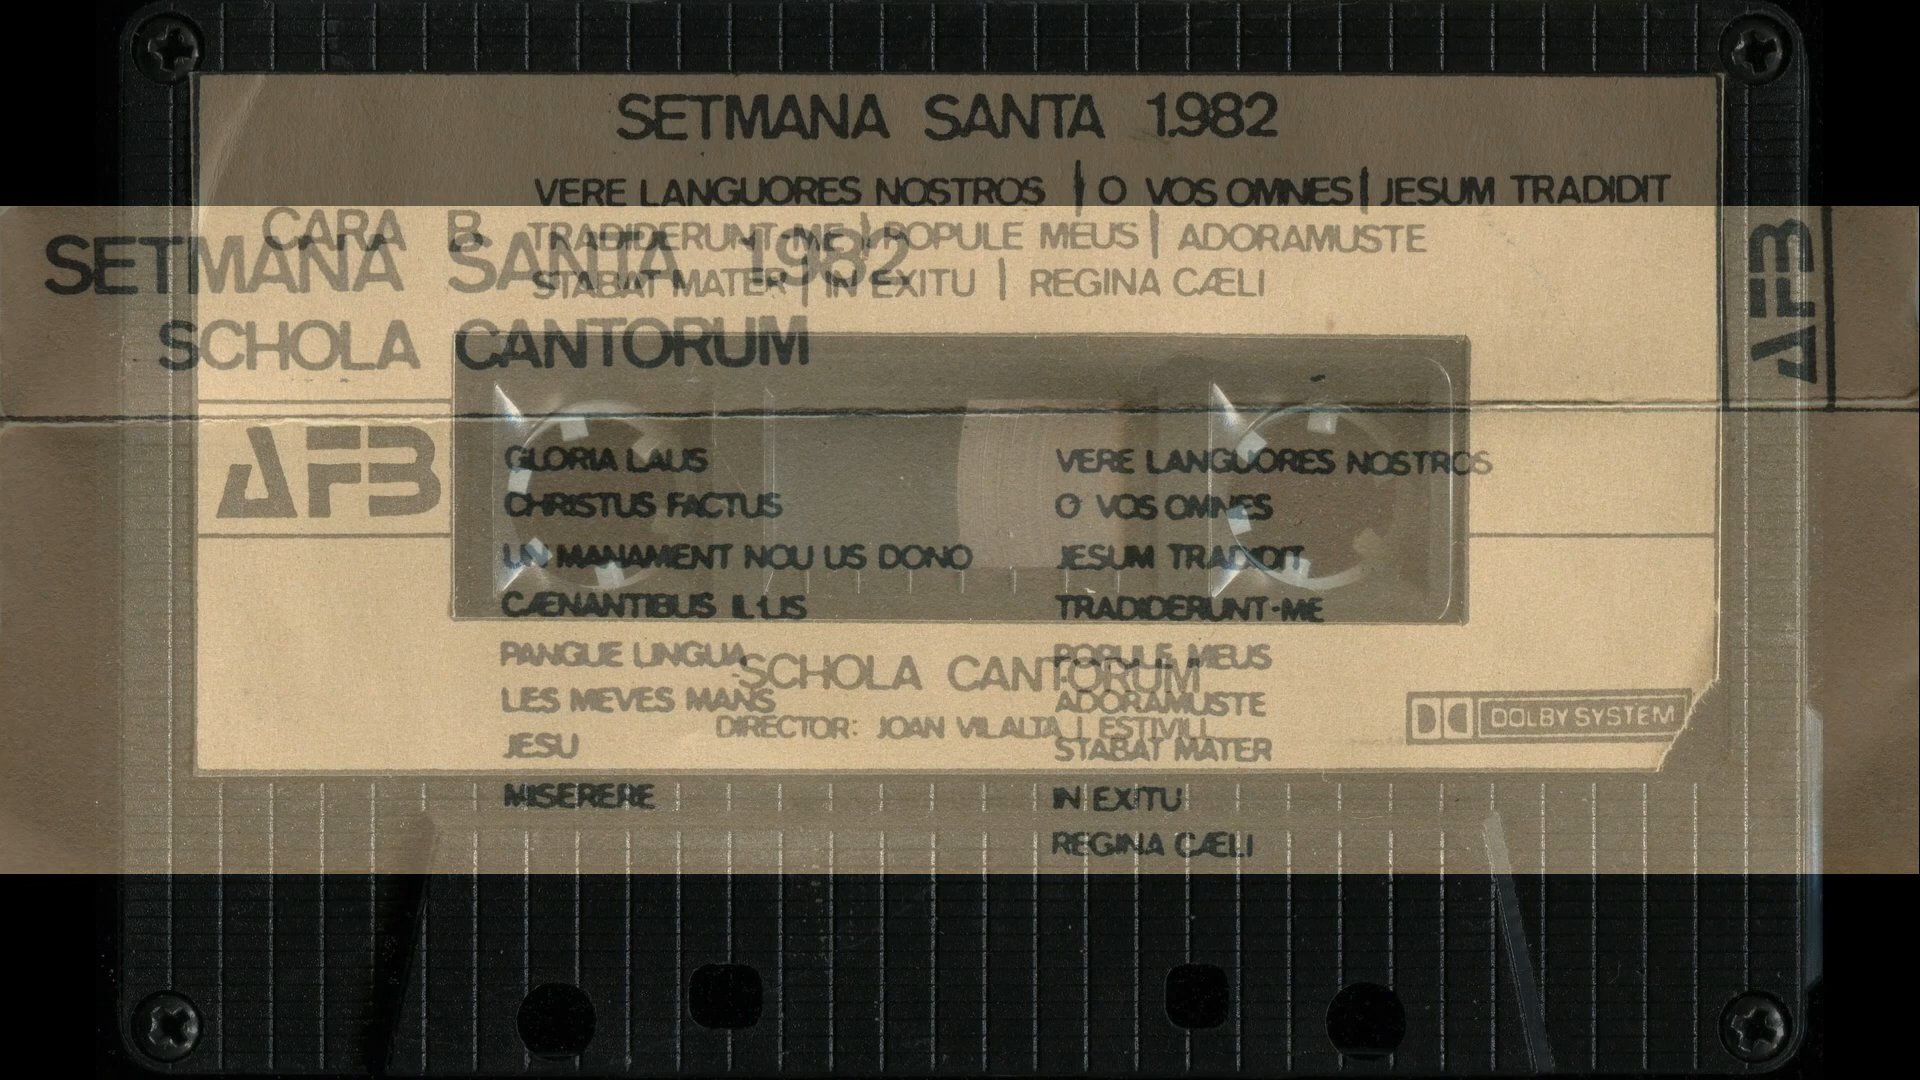 SETMANA SANTA 1.982
VERE LANGUORES NOSTROS | O VOS OMNES | JESUM TRADIDIT
CARA B TRADIDERUNT-ME | POPULE MEUS | ADORAMUSTE
STABAT MATER | IN EXITU | REGINA CÆLI
SETMANA SANTA 1982
SCHOLA CANTORUM
AFB
AFB
GLORIA LAUS
CHRISTUS FACTUS
UN MANAMENT NOU US DONO
CÆNANTIBUS ILLIS
PANGUE LINGUA
LES MEVES MANS
JESU
MISERERE
VERE LANGUORES NOSTROS
O VOS OMNES
JESUM TRADIDIT
TRADIDERUNT-ME
POPULE MEUS
ADORAMUSTE
STABAT MATER
IN EXITU
REGINA CÆLI
SCHOLA CANTORUM
DIRECTOR: JOAN VILALTA I ESTIVILL
DOLBY SYSTEM